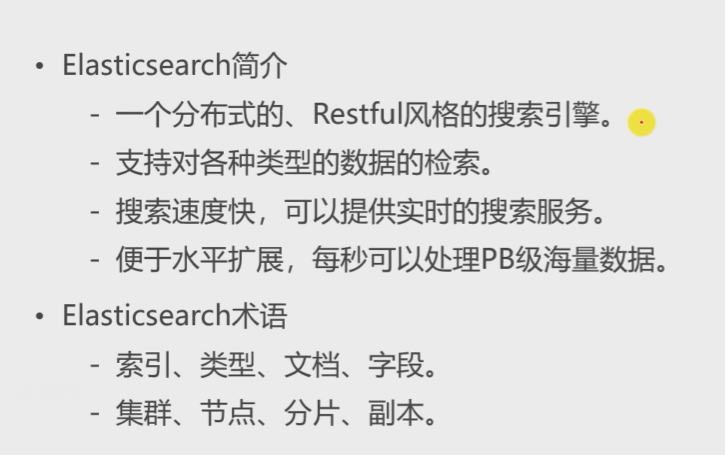 • Elasticsearch简介
- 一个分布式的、Restful风格的搜索引擎。
- 支持对各种类型的数据的检索。
- 搜索速度快，可以提供实时的搜索服务。
- 便于水平扩展，每秒可以处理PB级海量数据。
• Elasticsearch术语
- 索引、类型、文档、字段。
- 集群、节点、分片、副本。